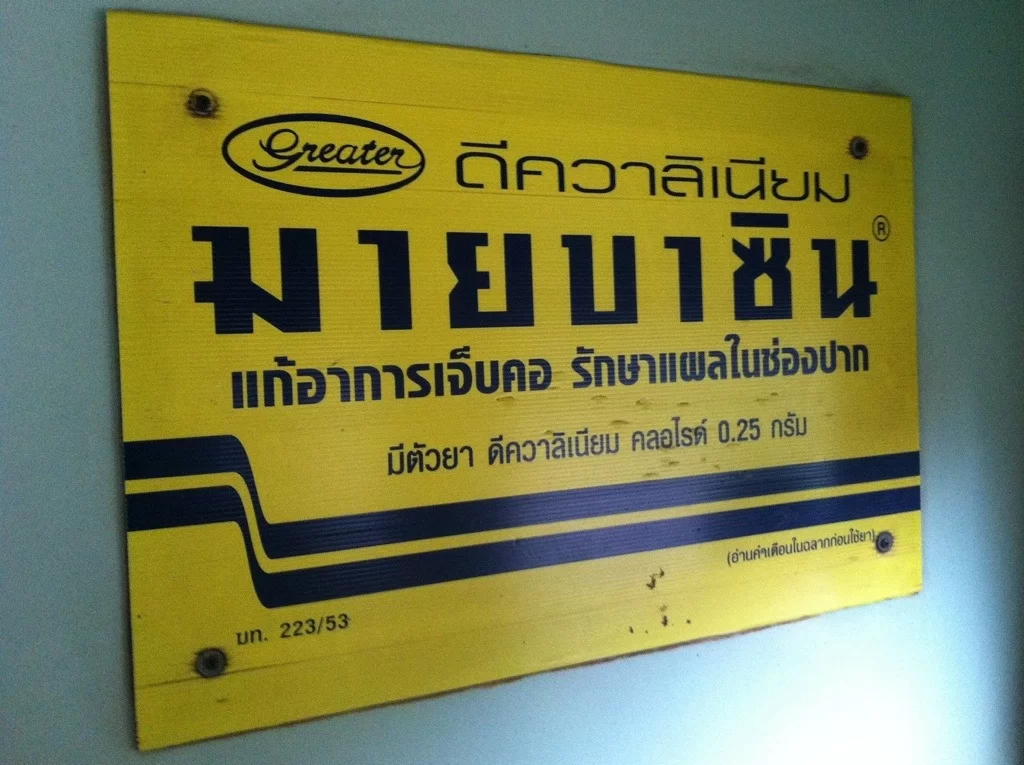 Greater ดีควาลิเนียม
มายบาซิน ®
แก้อาการเจ็บคอ รักษาแผลในช่องปาก
มีตัวยา ดีควาลิเนียม คลอไรด์ 0.25 กรัม
(อ่านคำเตือนในฉลากก่อนใช้ยา)
ฆท. 223/53